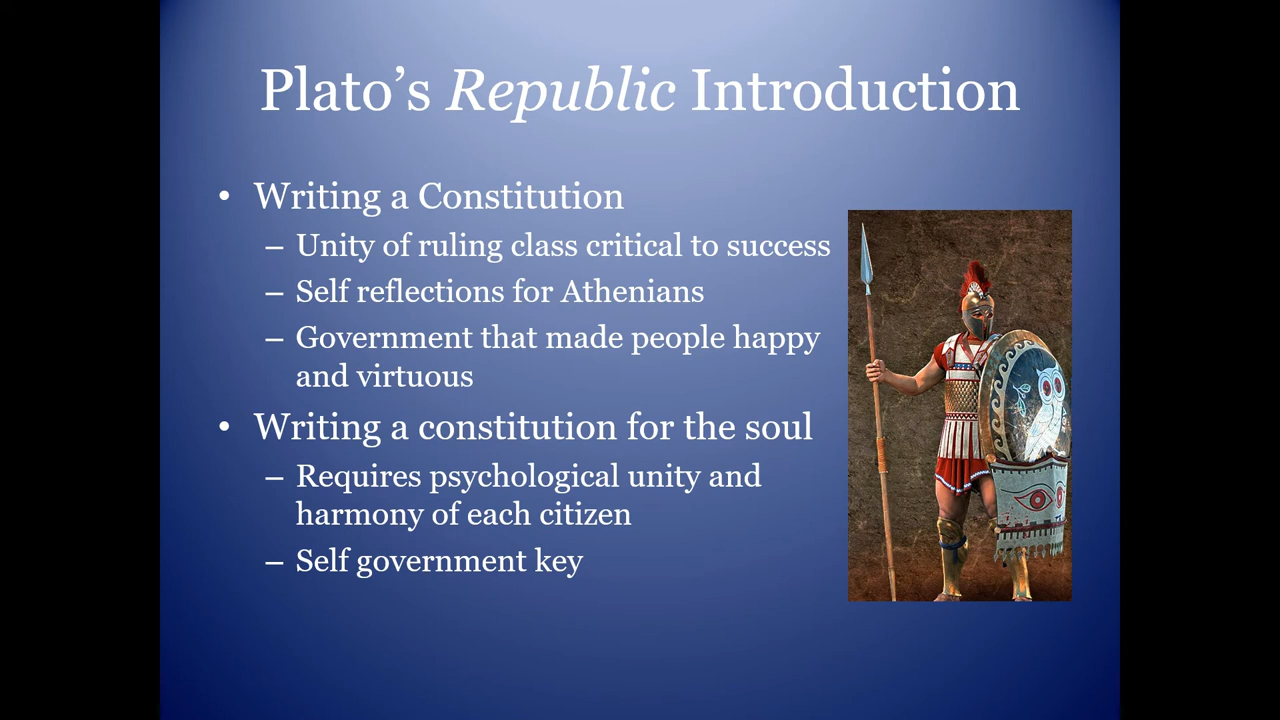 Plato’s Republic Introduction
• Writing a Constitution
– Unity of ruling class critical to success
– Self reflections for Athenians
– Government that made people happy
and virtuous
• Writing a constitution for the soul
– Requires psychological unity and
harmony of each citizen
– Self government key